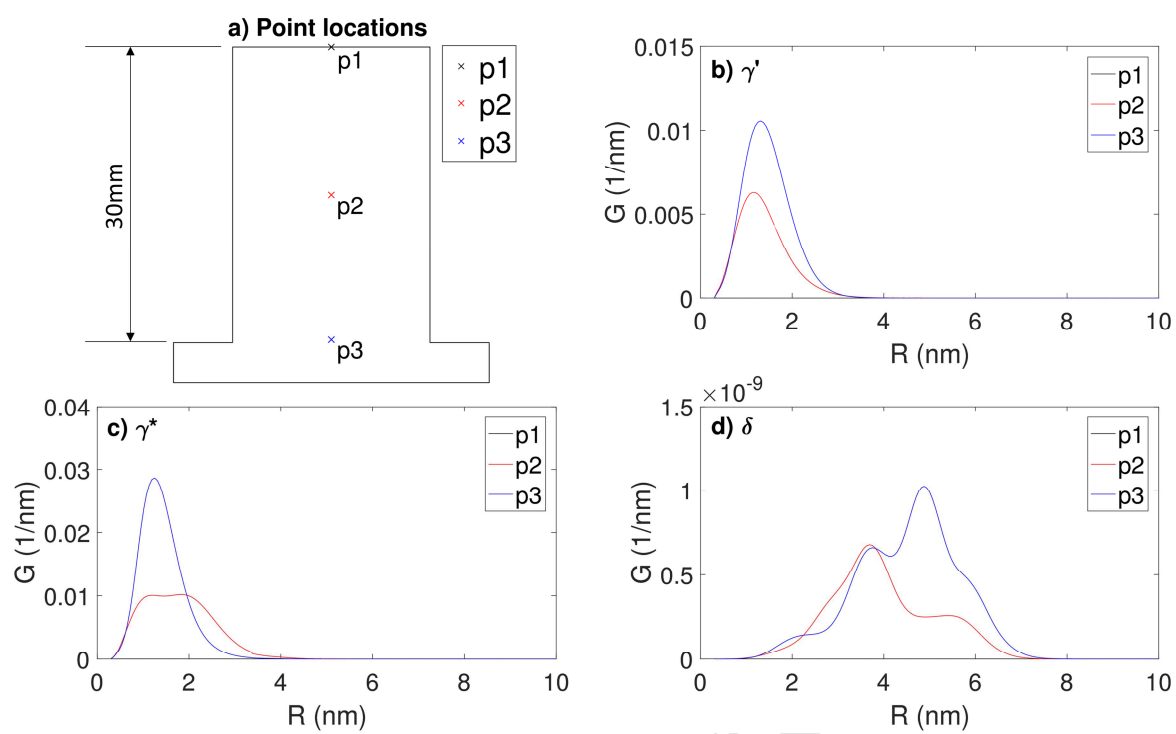 a) Point locations
p1
p1
p2
p3
30mm
p2
p3
b) γ'
p1
p2
p3
0.015
0.01
0.005
0
G (1/nm)
0 2 4 6 8 10
R (nm)
c) γ*
p1
p2
p3
0.04
0.03
0.02
0.01
0
G (1/nm)
0 2 4 6 8 10
R (nm)
×10⁻⁹
d) δ
p1
p2
p3
1.5
1
0.5
0
G (1/nm)
0 2 4 6 8 10
R (nm)